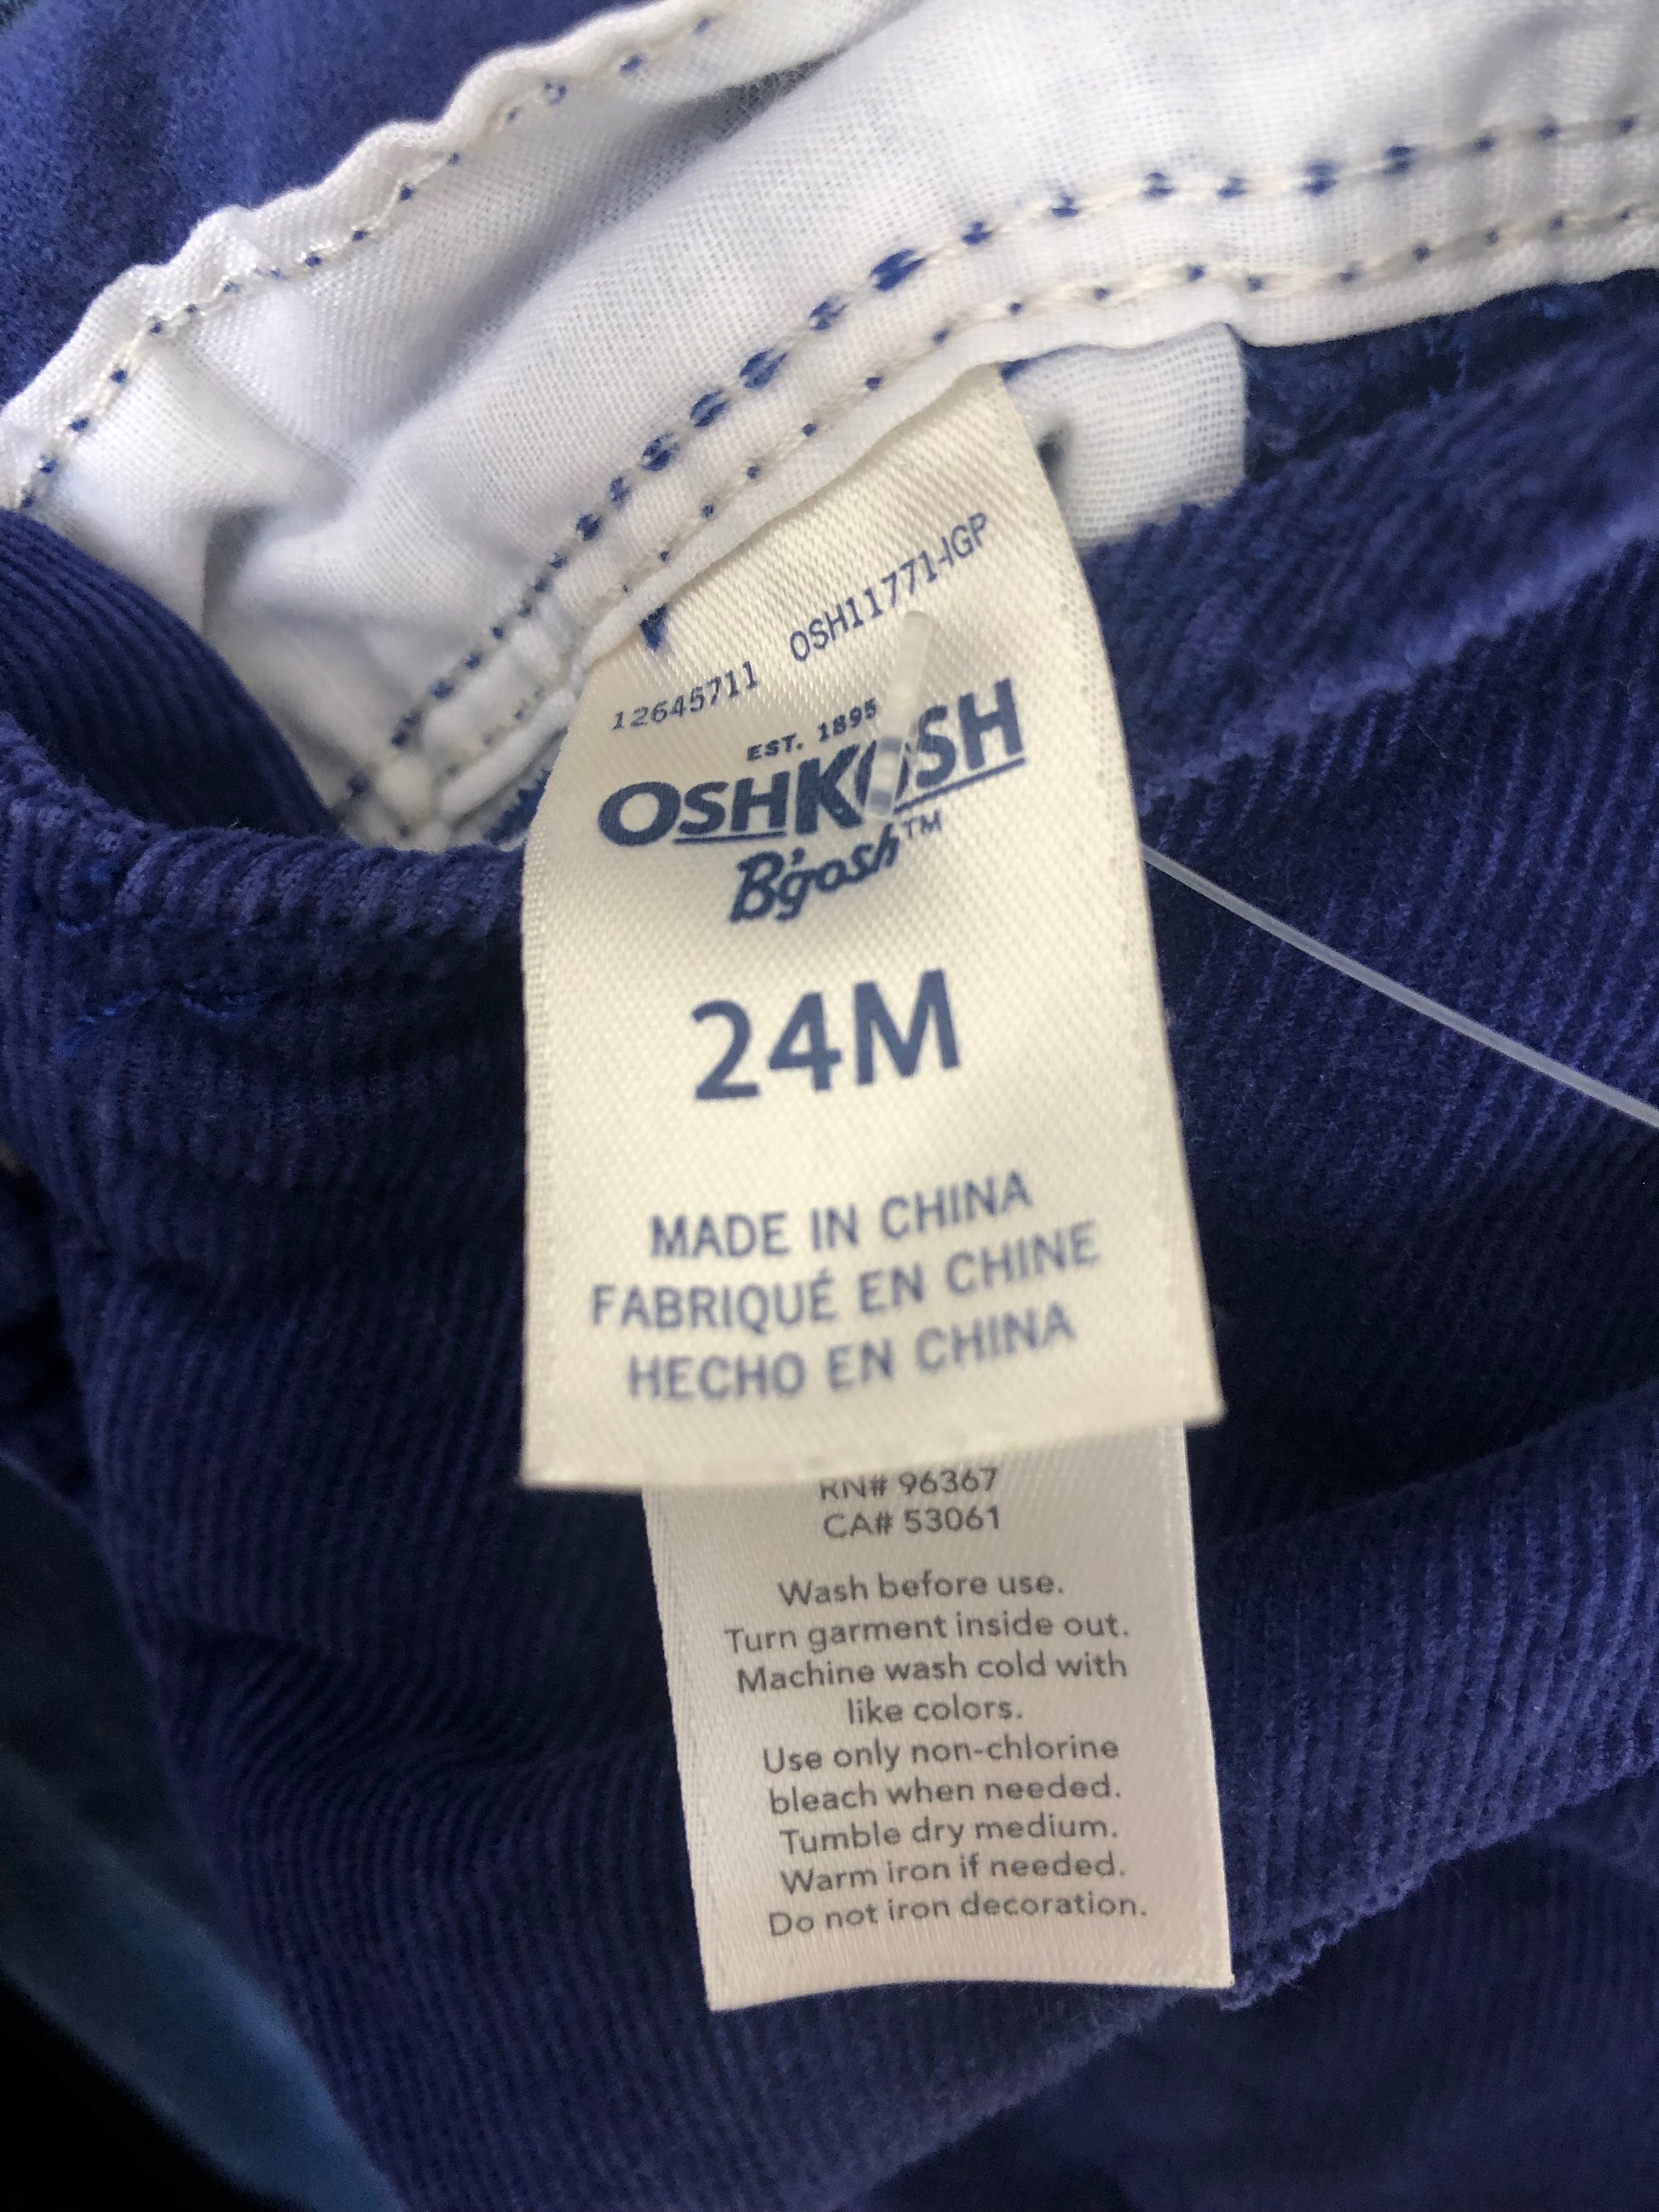 12645711 OSH11771-IGP
EST. 1895
OSHKOSH
B'gosh™
24M
MADE IN CHINA
FABRIQUÉ EN CHINE
HECHO EN CHINA
RN# 96367
CA# 53061
Wash before use.
Turn garment inside out.
Machine wash cold with
like colors.
Use only non-chlorine
bleach when needed.
Tumble dry medium.
Warm iron if needed.
Do not iron decoration.